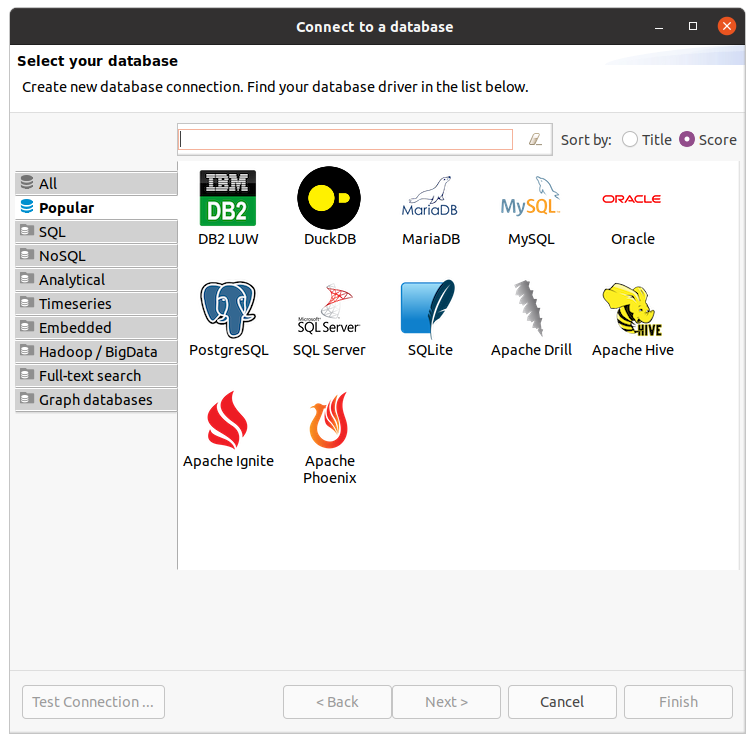 Connect to a database
Select your database
Create new database connection. Find your database driver in the list below.
Sort by: Title Score
All
Popular
SQL
NoSQL
Analytical
Timeseries
Embedded
Hadoop / BigData
Full-text search
Graph databases
IBM
DB2
MariaDB
MySQL
ORACLE
DB2 LUW DuckDB MariaDB MySQL Oracle
Microsoft
SQL Server
HIVE
PostgreSQL SQL Server SQLite Apache Drill Apache Hive
Apache Ignite Apache
Phoenix
Test Connection ... < Back Next > Cancel Finish